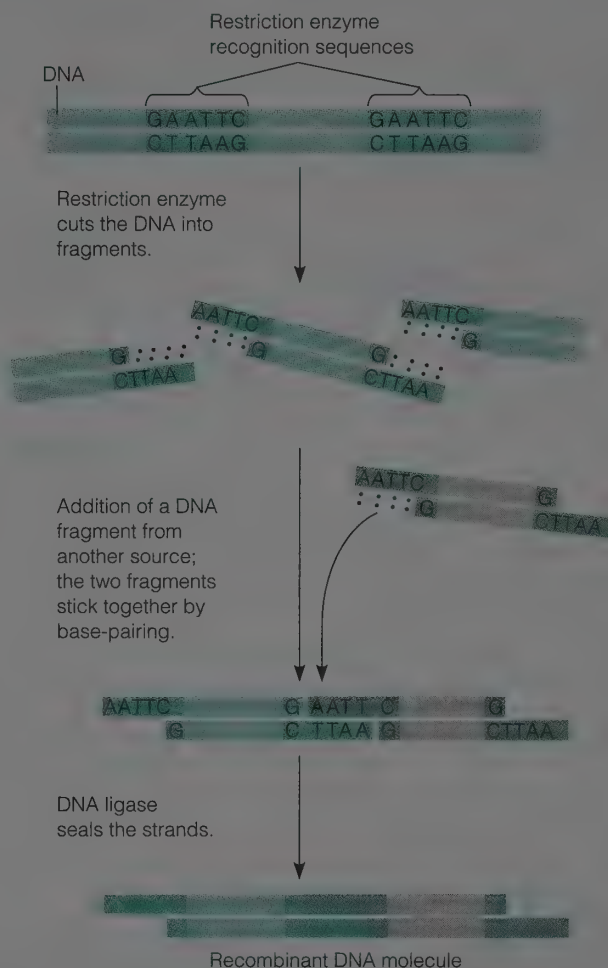 Restriction enzyme
recognition sequences
DNA
GAATTC GAATTC
CTTAAG CTTAAG
Restriction enzyme
cuts the DNA into
fragments.
AATTC AATTC
G G G G
CTTAA CTTAA
AATTC G
G CTTAA
Addition of a DNA
fragment from
another source;
the two fragments
stick together by
base-pairing.
AATTC G AATT C G
G C TTAA G CTTAA
DNA ligase
seals the strands.
Recombinant DNA molecule